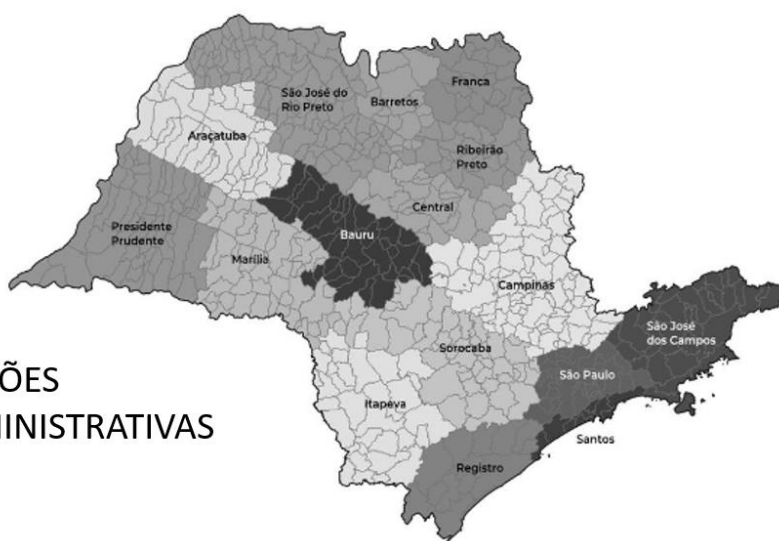 Franca
São José do
Rio Preto
Barretos
Araçatuba
Ribeirão
Preto
Central
Presidente
Prudente
Bauru
Marília
Campinas
São José
dos Campos
Sorocaba
São Paulo
Itapeva
ÕES
MINISTRATIVAS
Santos
Registro